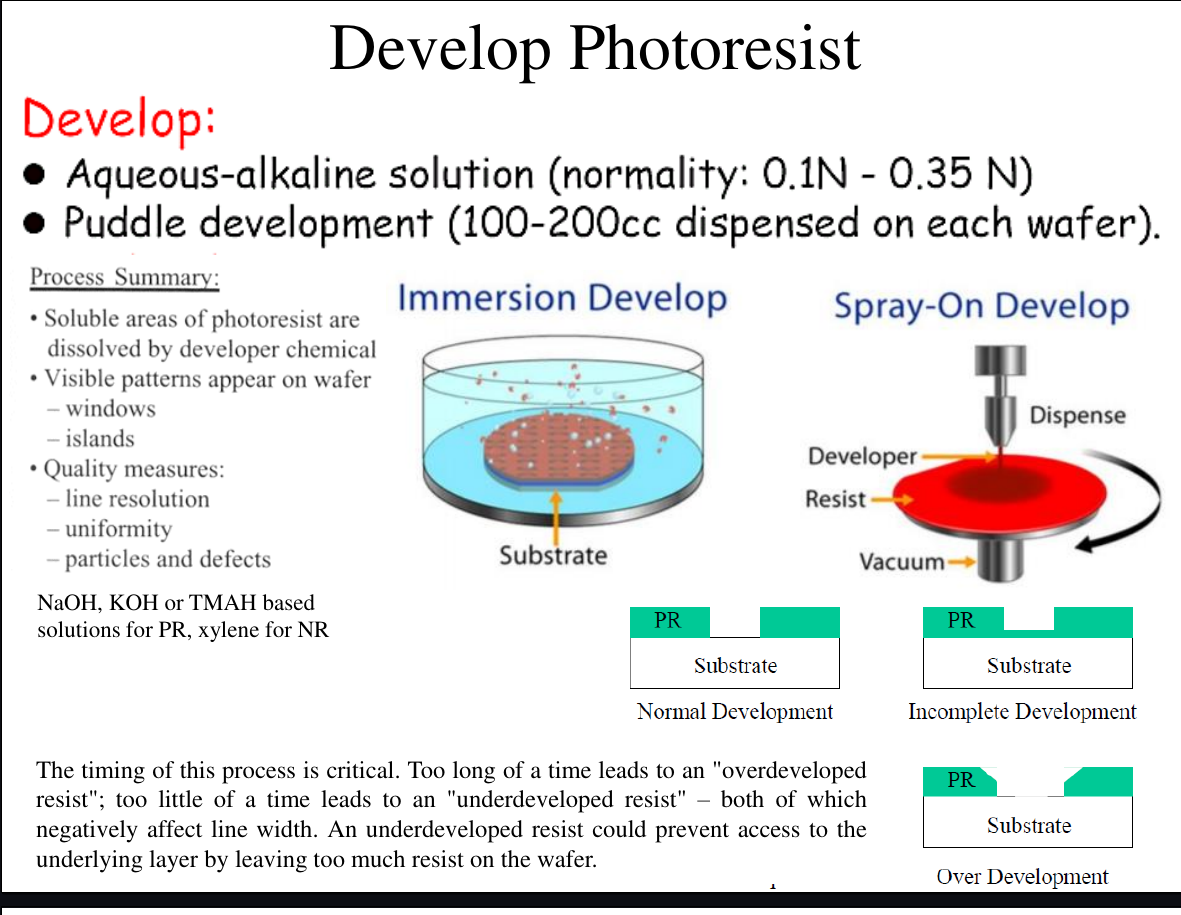 Develop Photoresist
Develop:
● Aqueous-alkaline solution (normality: 0.1N - 0.35 N)
● Puddle development (100-200cc dispensed on each wafer).
Process Summary:
• Soluble areas of photoresist are
dissolved by developer chemical
• Visible patterns appear on wafer
– windows
– islands
• Quality measures:
– line resolution
– uniformity
– particles and defects
NaOH, KOH or TMAH based
solutions for PR, xylene for NR
Immersion Develop
Substrate
Spray-On Develop
Dispense
Developer
Resist
Vacuum
PR
Substrate
Normal Development
PR
Substrate
Incomplete Development
The timing of this process is critical. Too long of a time leads to an "overdeveloped
resist"; too little of a time leads to an "underdeveloped resist" – both of which
negatively affect line width. An underdeveloped resist could prevent access to the
underlying layer by leaving too much resist on the wafer.
PR
Substrate
Over Development